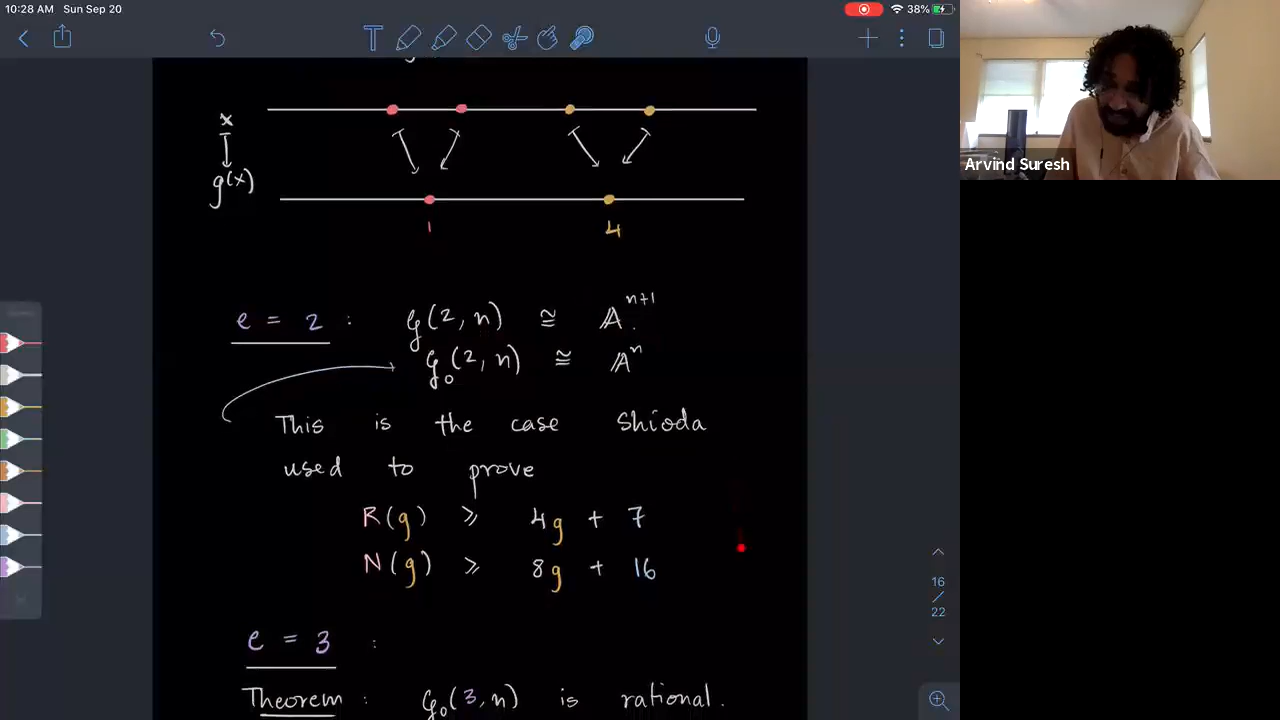 10:28 AM Sun Sep 20
38%
Arvind Suresh
x
g(x)
1 4
e = 2 : G(2, n) ≅ 𝔸^{n+1}.
G₀(2, n) ≅ 𝔸^n
This is the case Shioda
used to prove
R(g) ⩾ 4g + 7
N(g) ⩾ 8g + 16
16
/
22
e = 3 :
Theorem : G₀(3, n) is rational.